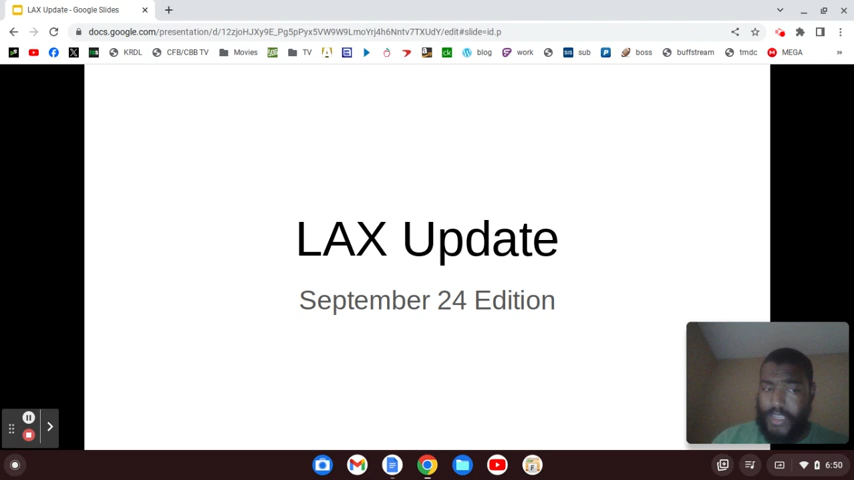 LAX Update - Google Slides
docs.google.com/presentation/d/12zjoHJXy9E_Pg5pPyx5VW9W9LmoYrj4h6Nntv7TXUdY/edit#slide=id.p
KRDL CFB/CBB TV Movies TV blog work sub boss buffstream tmdc MEGA
LAX Update
September 24 Edition
6:50